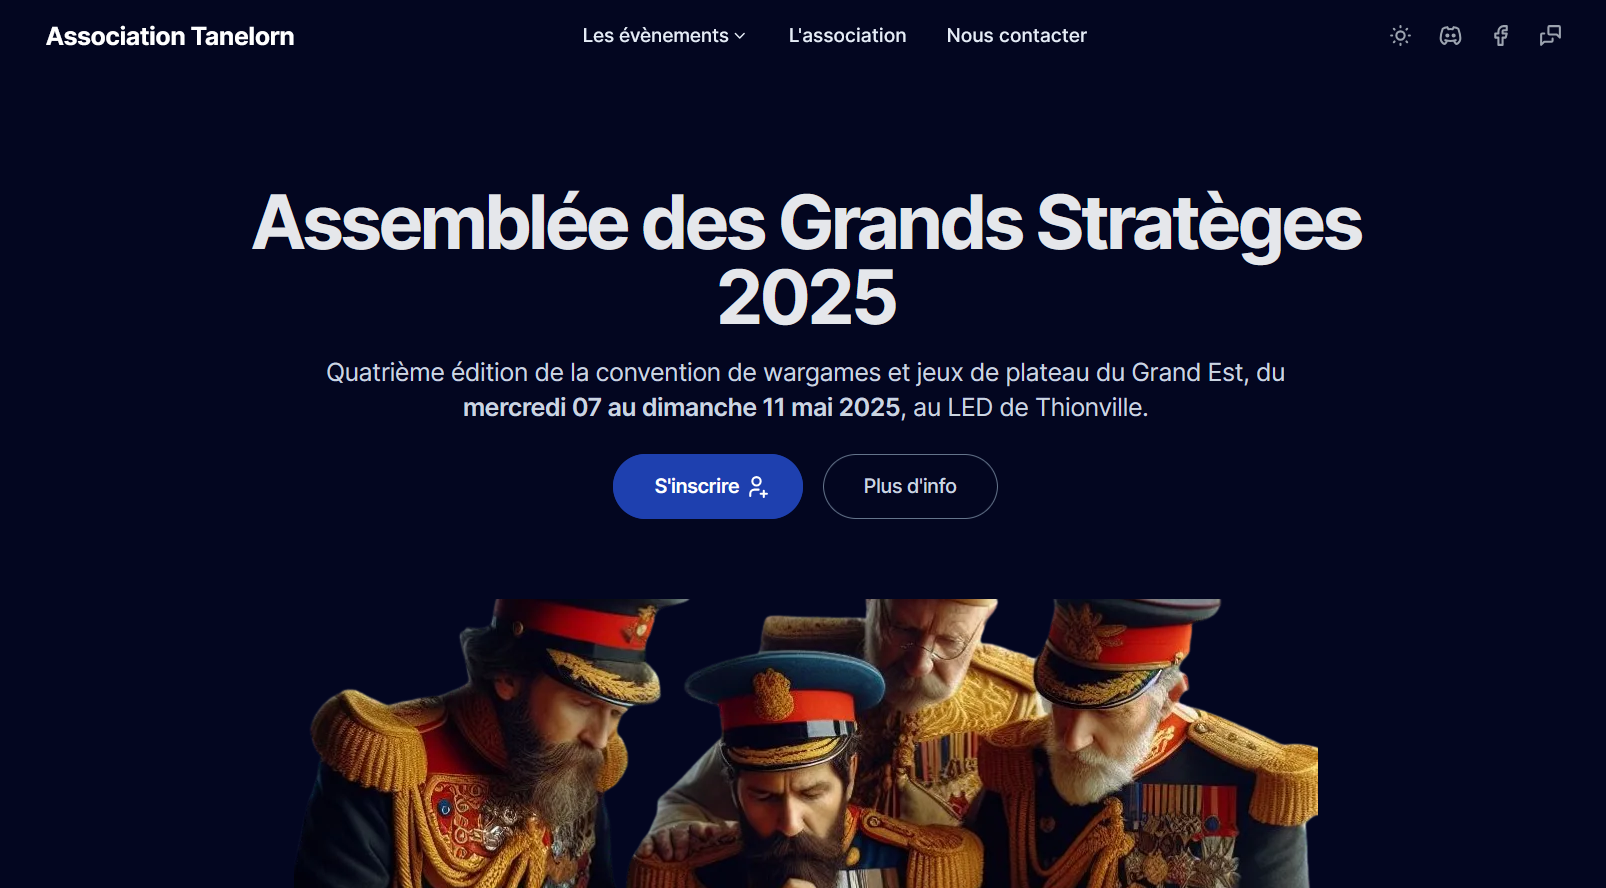 Association Tanelorn
Les évènements
L'association
Nous contacter
Assemblée des Grands Stratèges
2025
Quatrième édition de la convention de wargames et jeux de plateau du Grand Est, du
mercredi 07 au dimanche 11 mai 2025, au LED de Thionville.
S'inscrire
Plus d'info